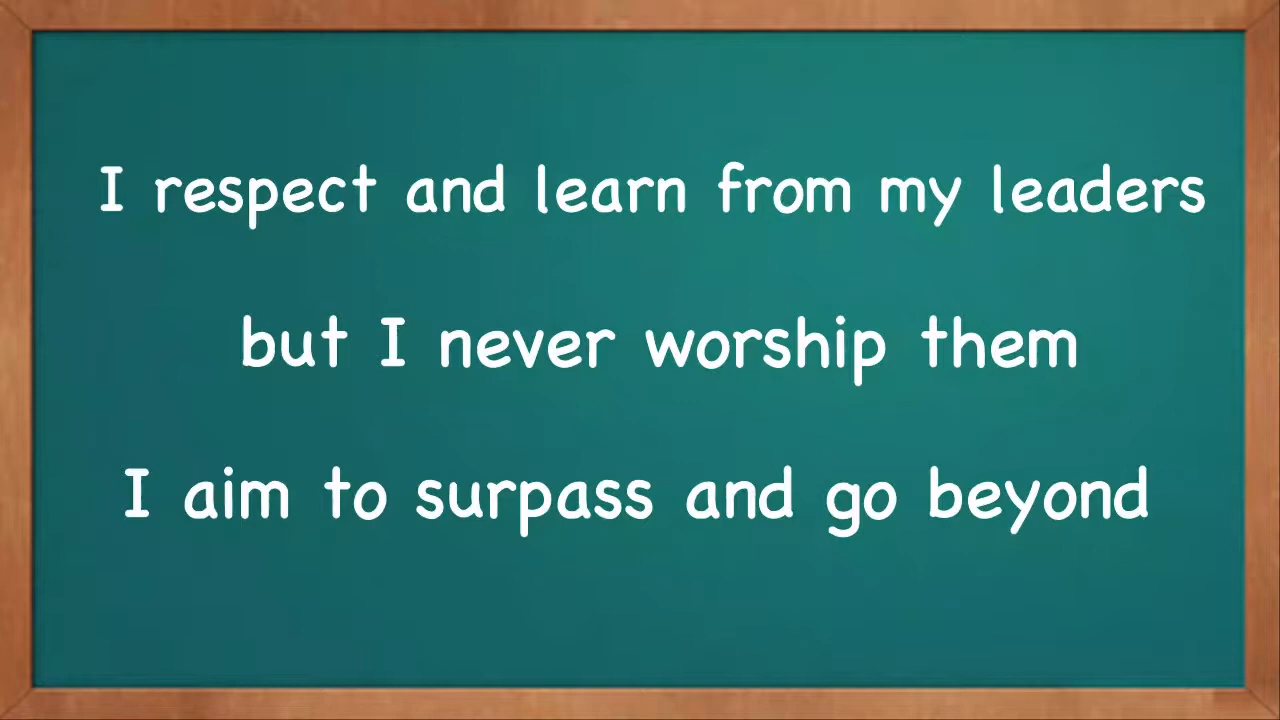 I respect and learn from my leaders
but I never worship them
I aim to surpass and go beyond